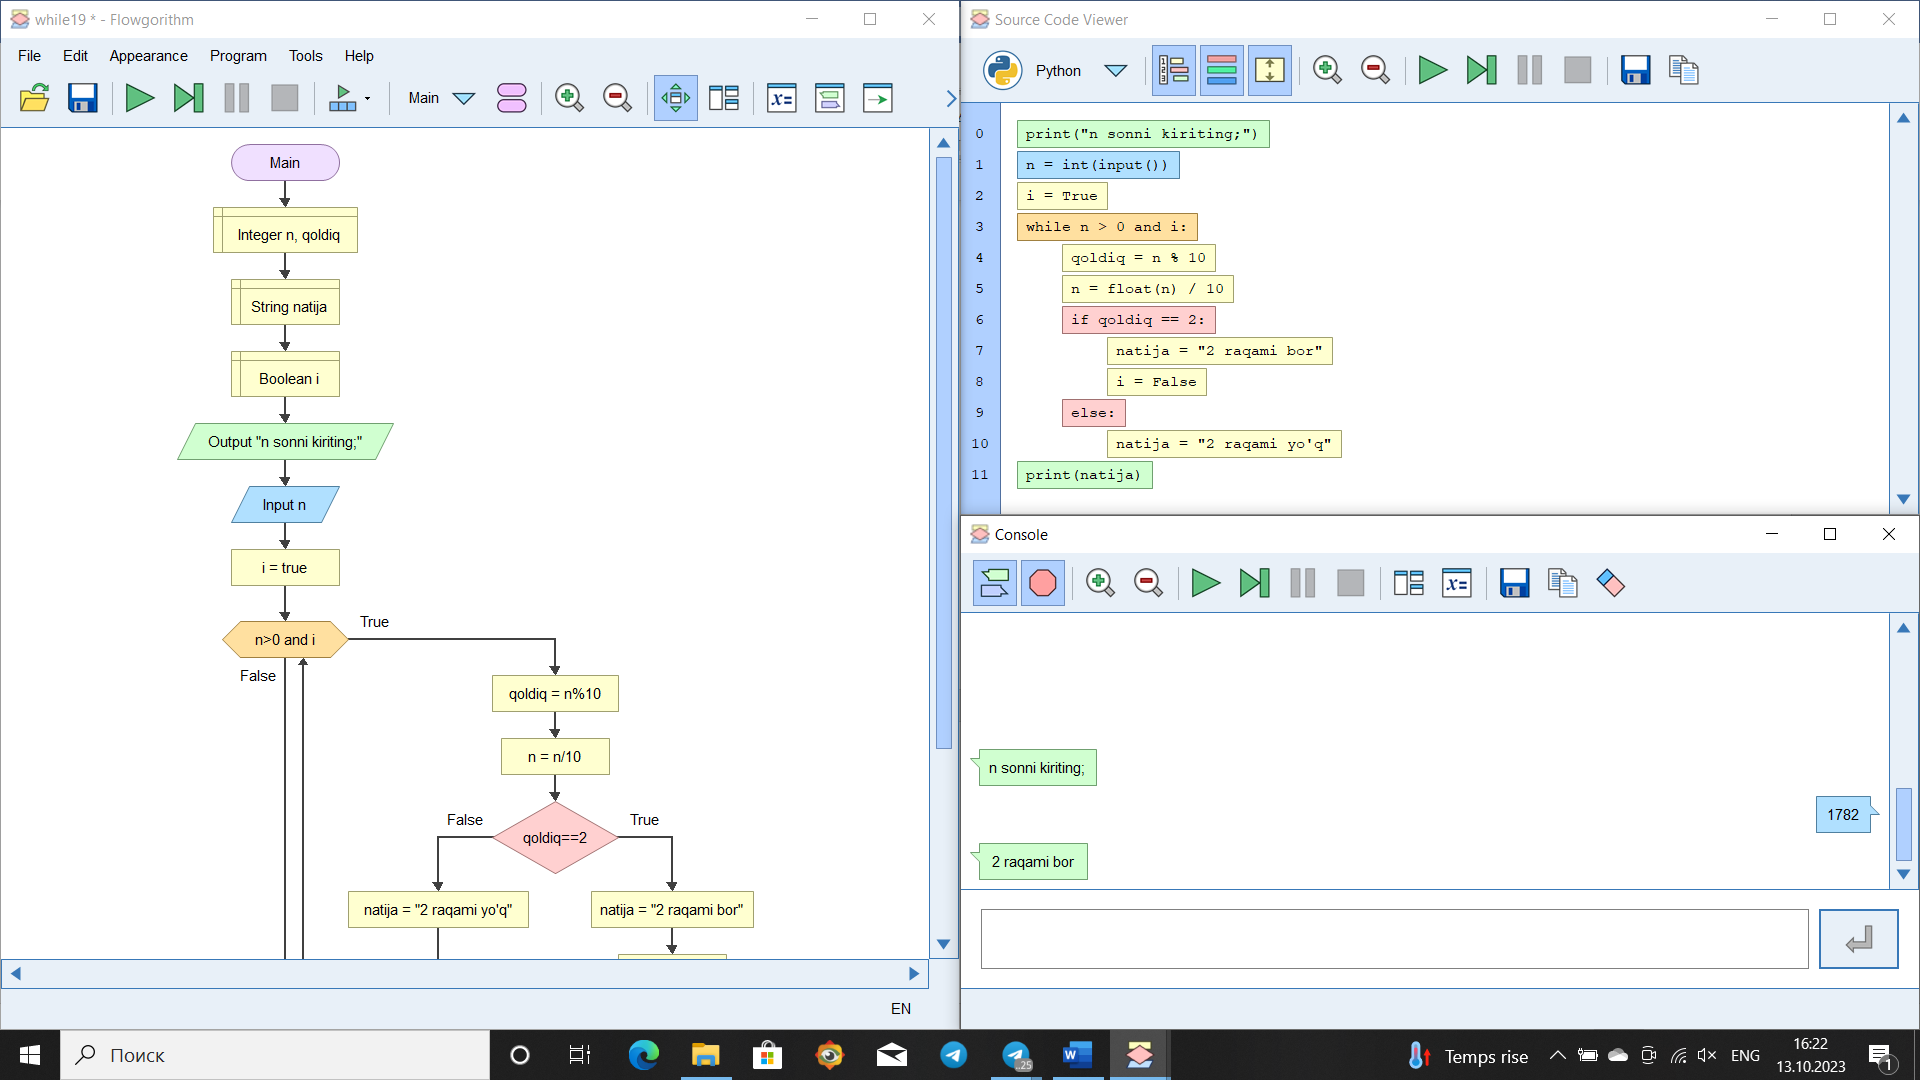 while19 * - Flowgorithm
File Edit Appearance Program Tools Help
Main
Main
Integer n, qoldiq
String natija
Boolean i
Output "n sonni kiriting;"
Input n
i = true
n>0 and i
True
False
qoldiq = n%10
n = n/10
False
True
qoldiq==2
natija = "2 raqami yo'q"
natija = "2 raqami bor"
EN
Source Code Viewer
Python
0 print("n sonni kiriting;")
1 n = int(input())
2 i = True
3 while n > 0 and i:
4 qoldiq = n % 10
5 n = float(n) / 10
6 if qoldiq == 2:
7 natija = "2 raqami bor"
8 i = False
9 else:
10 natija = "2 raqami yo'q"
11 print(natija)
Console
n sonni kiriting;
1782
2 raqami bor
Поиск
Temps rise
ENG
16:22
13.10.2023
1